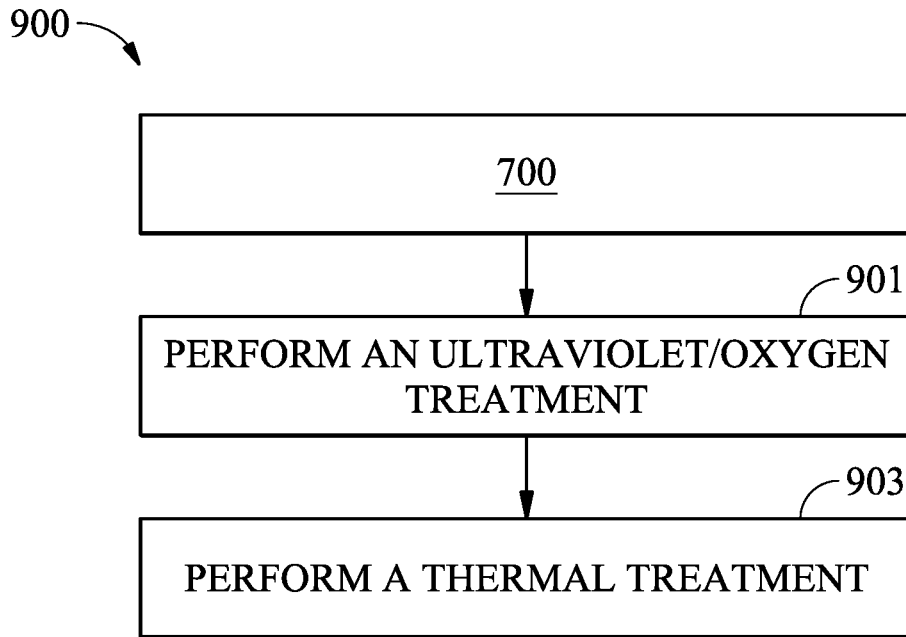 900
700
901
PERFORM AN ULTRAVIOLET/OXYGEN
TREATMENT
903
PERFORM A THERMAL TREATMENT